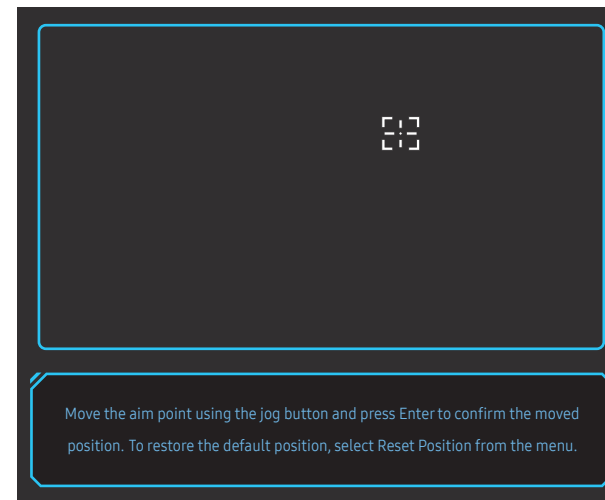 Move the aim point using the jog button and press Enter to confirm the moved
position. To restore the default position, select Reset Position from the menu.